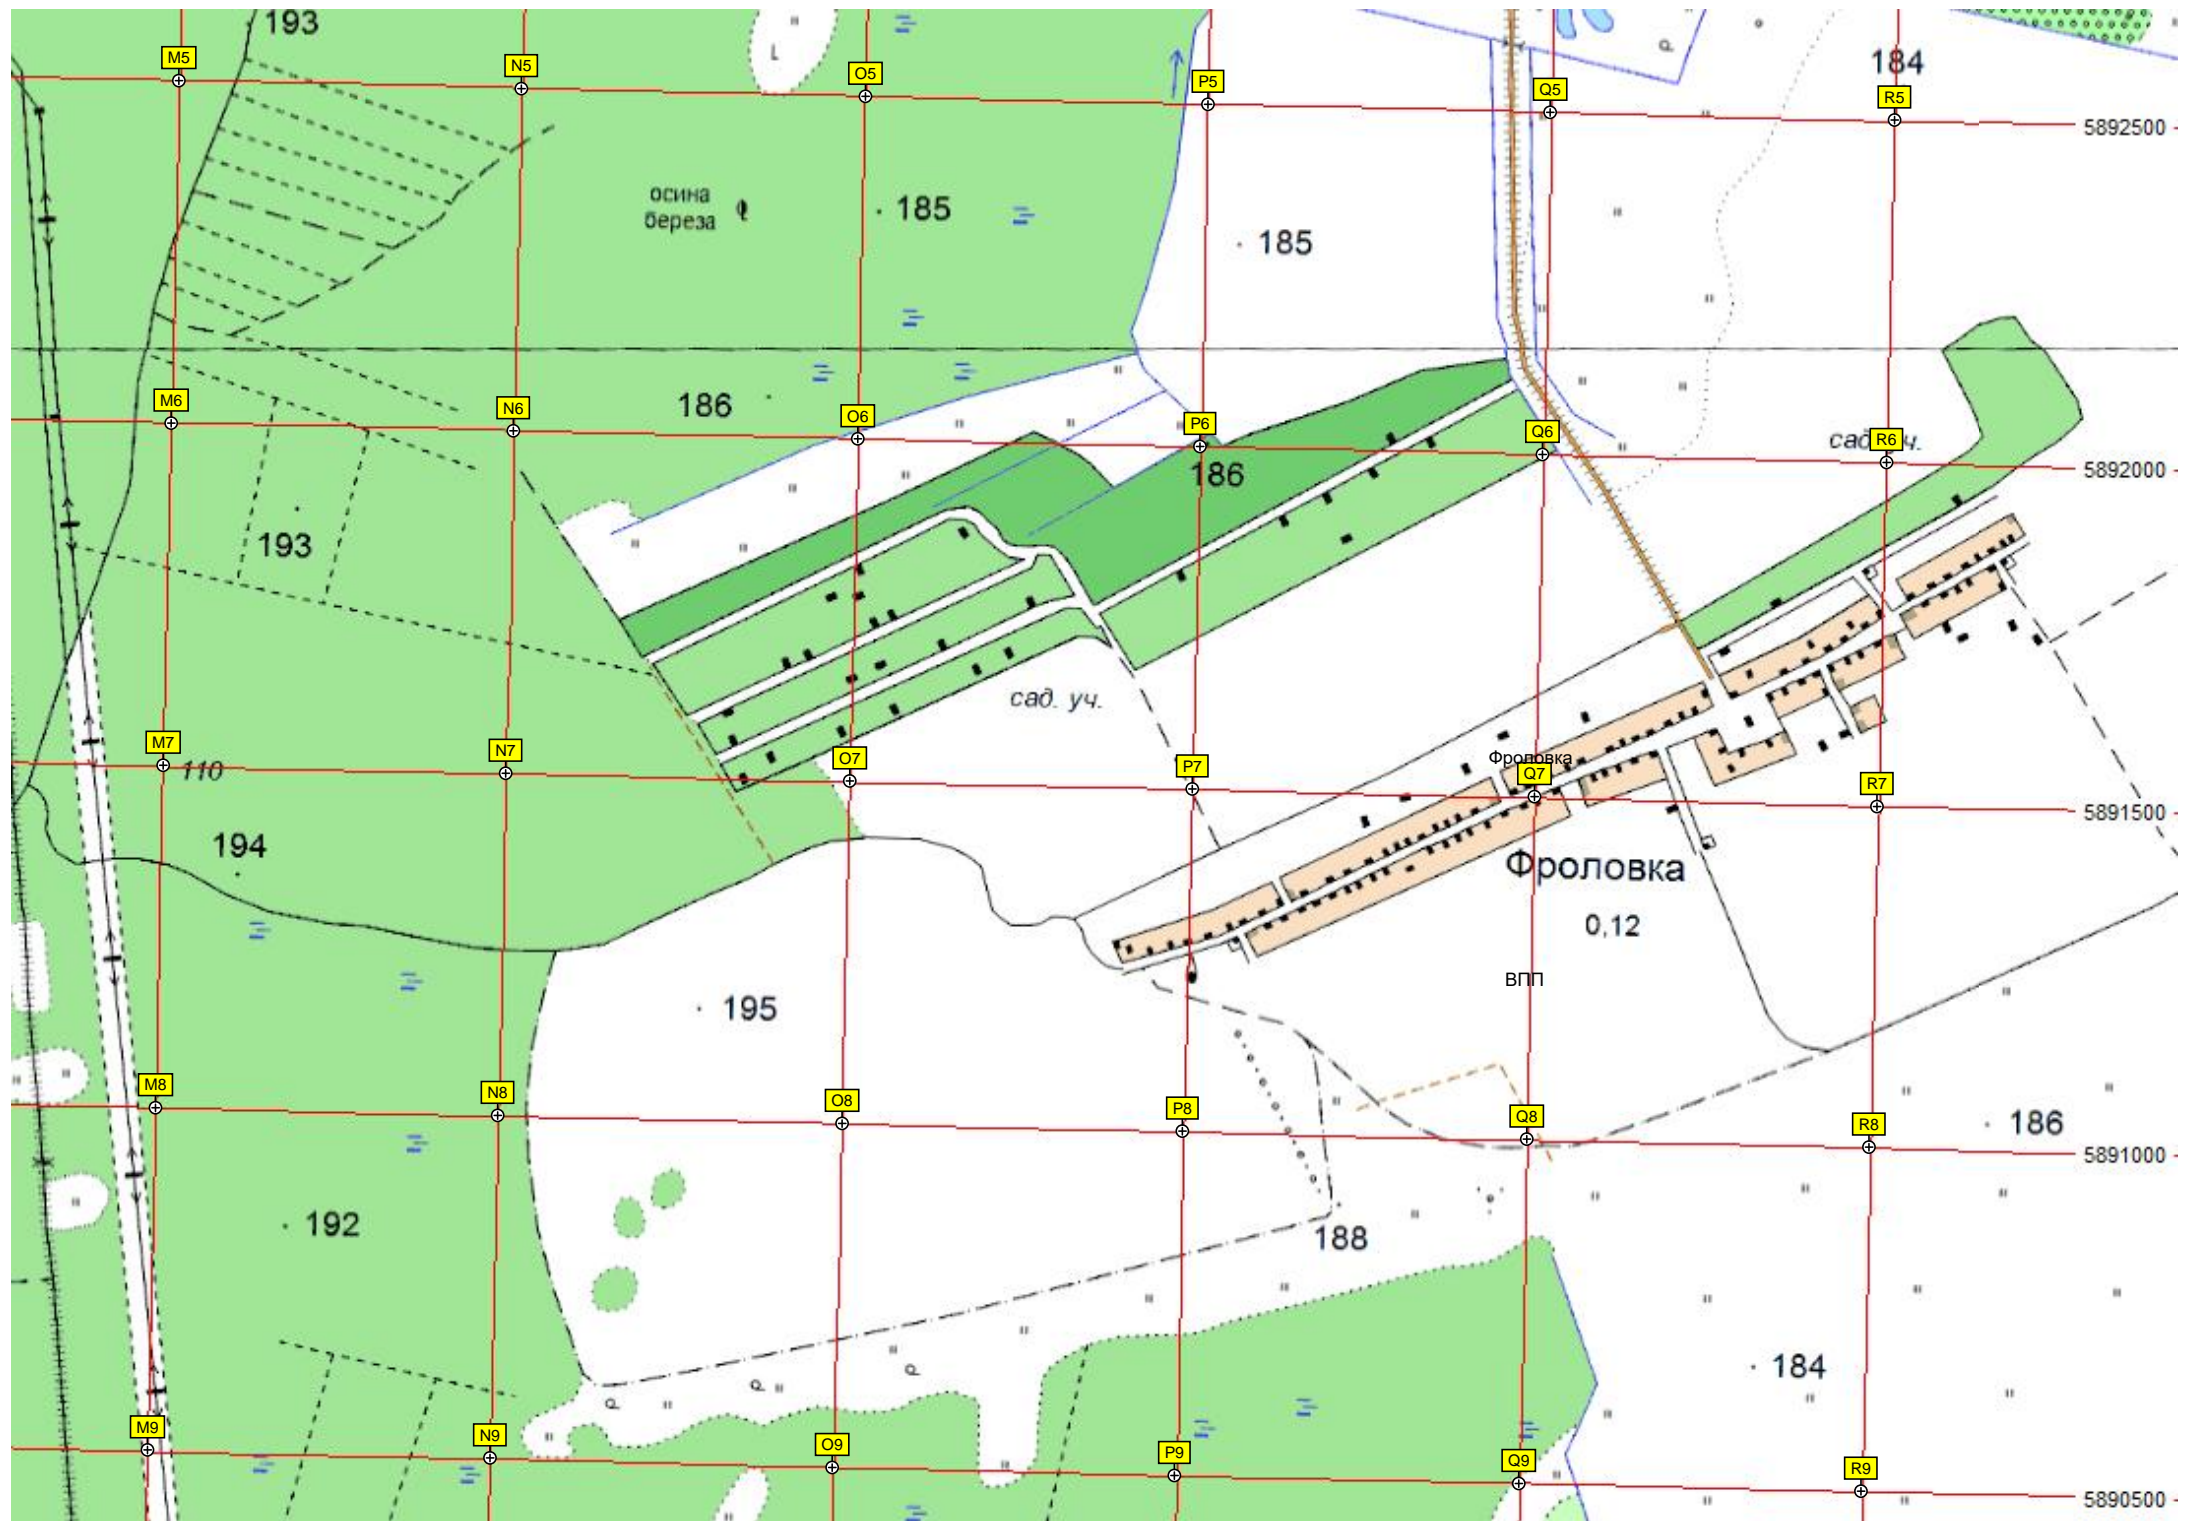 193
M5
N5
O5
P5
Q5
184
R5
5892500
осина
береза
185
185
186
M6
N6
O6
P6
Q6
R6
5892000
186
193
сад. уч.
M7
110
N7
O7
P7
Фроловка
Q7
R7
5891500
194
Фроловка
0,12
ВПП
195
M8
N8
O8
P8
Q8
R8
186
5891000
192
188
184
M9
N9
O9
P9
Q9
R9
5890500